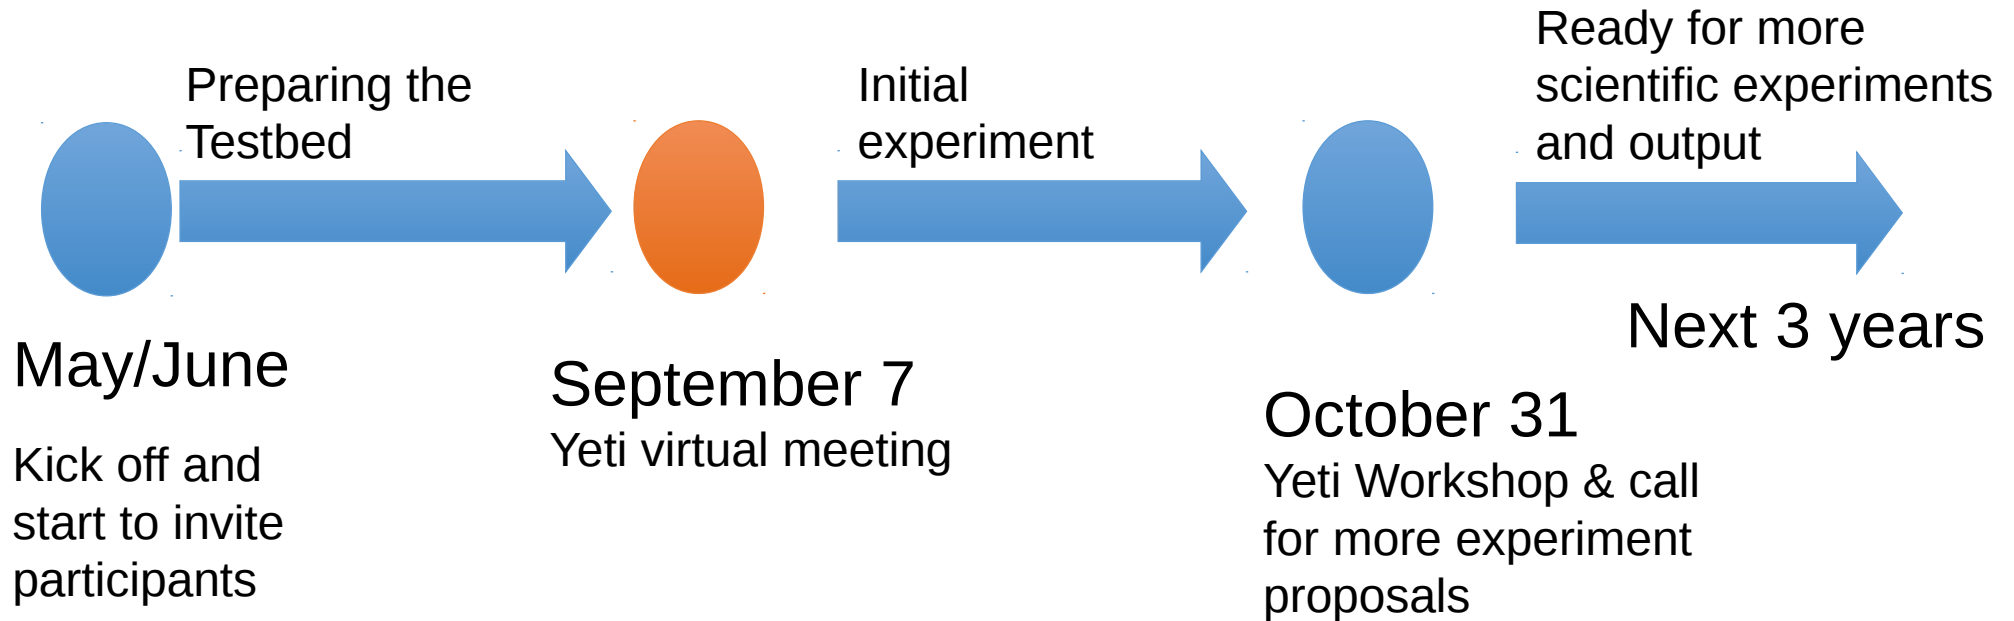 Preparing the
Testbed
Initial
experiment
Ready for more
scientific experiments
and output
May/June
Kick off and
start to invite
participants
September 7
Yeti virtual meeting
October 31
Yeti Workshop & call
for more experiment
proposals
Next 3 years